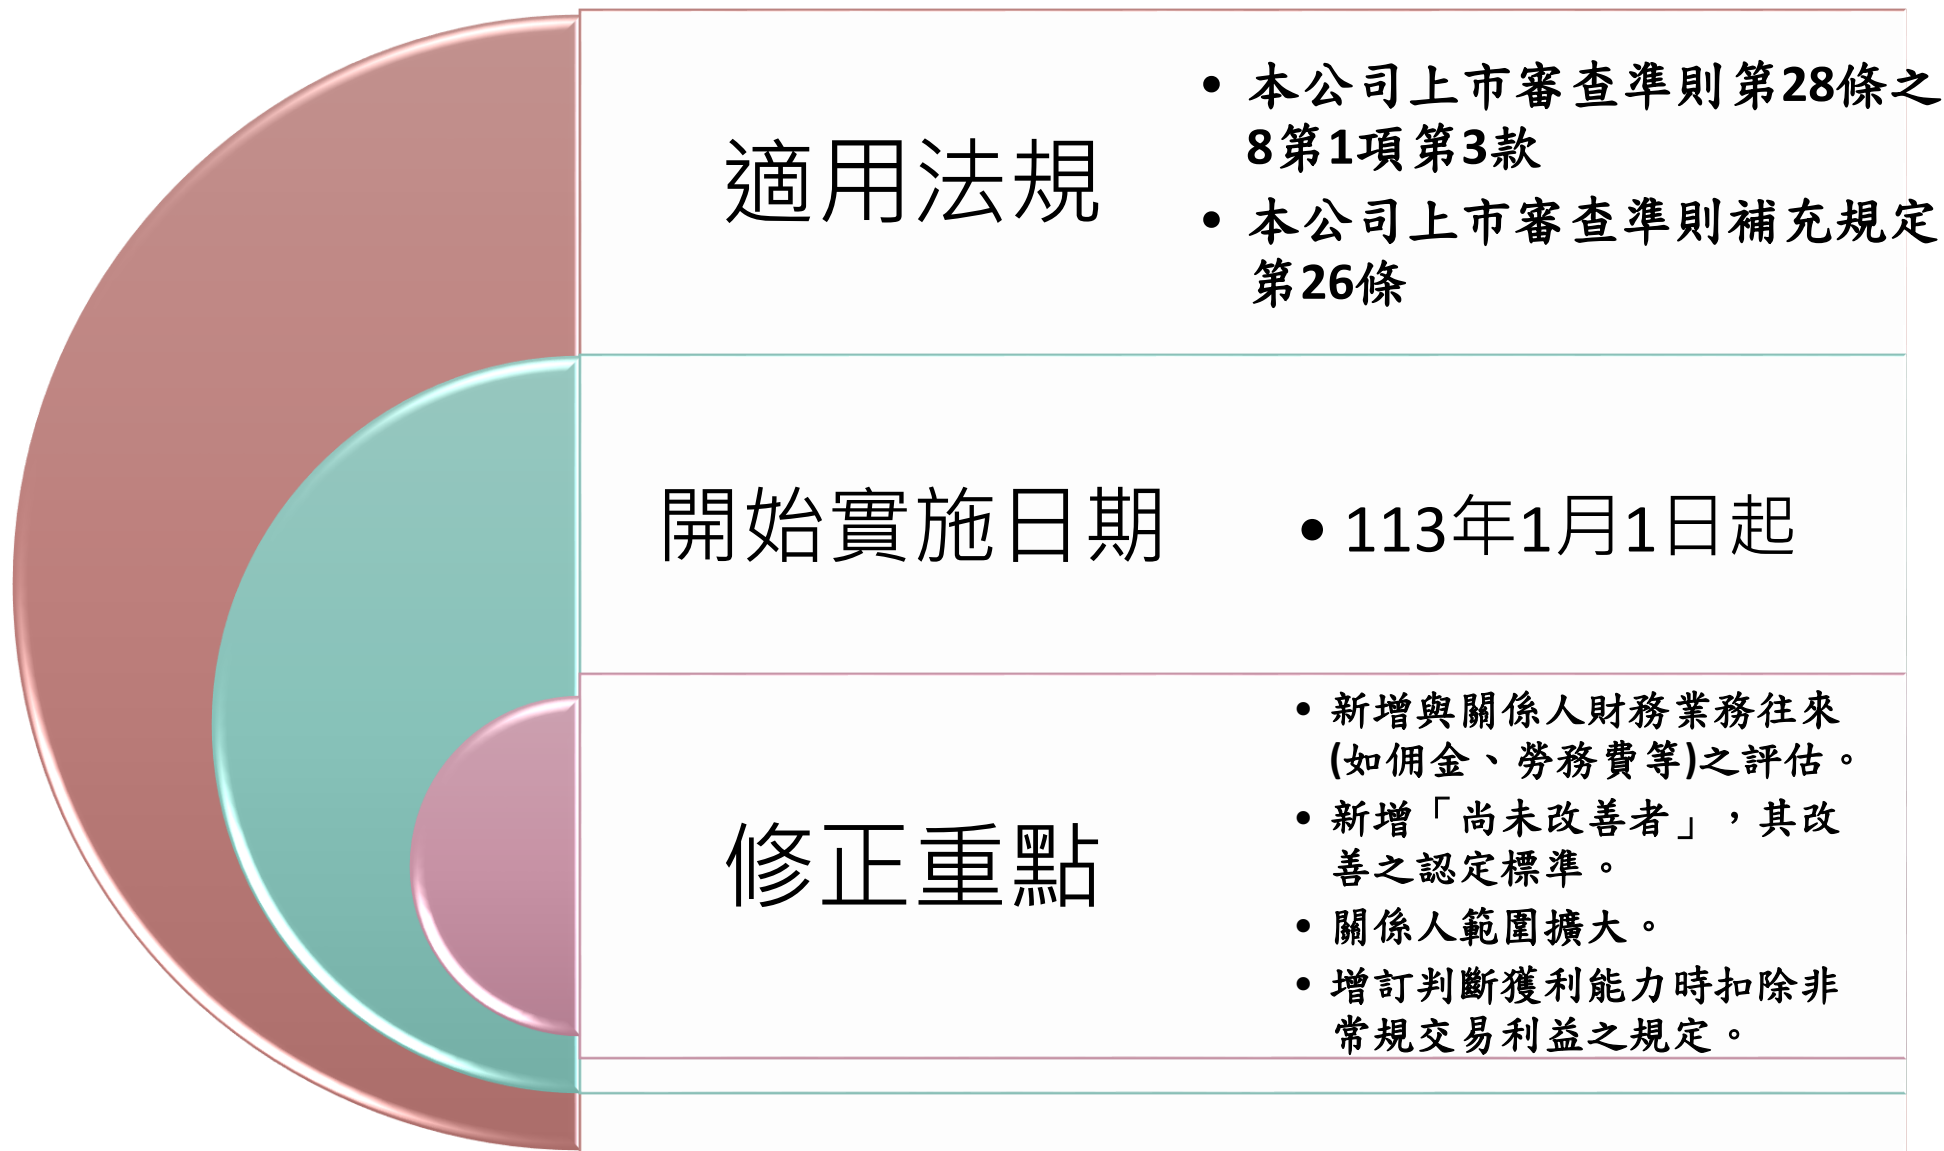 適用法規
• 本公司上市審查準則第28條之
8第1項第3款
• 本公司上市審查準則補充規定
第26條
開始實施日期
• 113年1月1日起
修正重點
• 新增與關係人財務業務往來
(如佣金、勞務費等)之評估。
• 新增「尚未改善者」，其改
善之認定標準。
• 關係人範圍擴大。
• 增訂判斷獲利能力時扣除非
常規交易利益之規定。